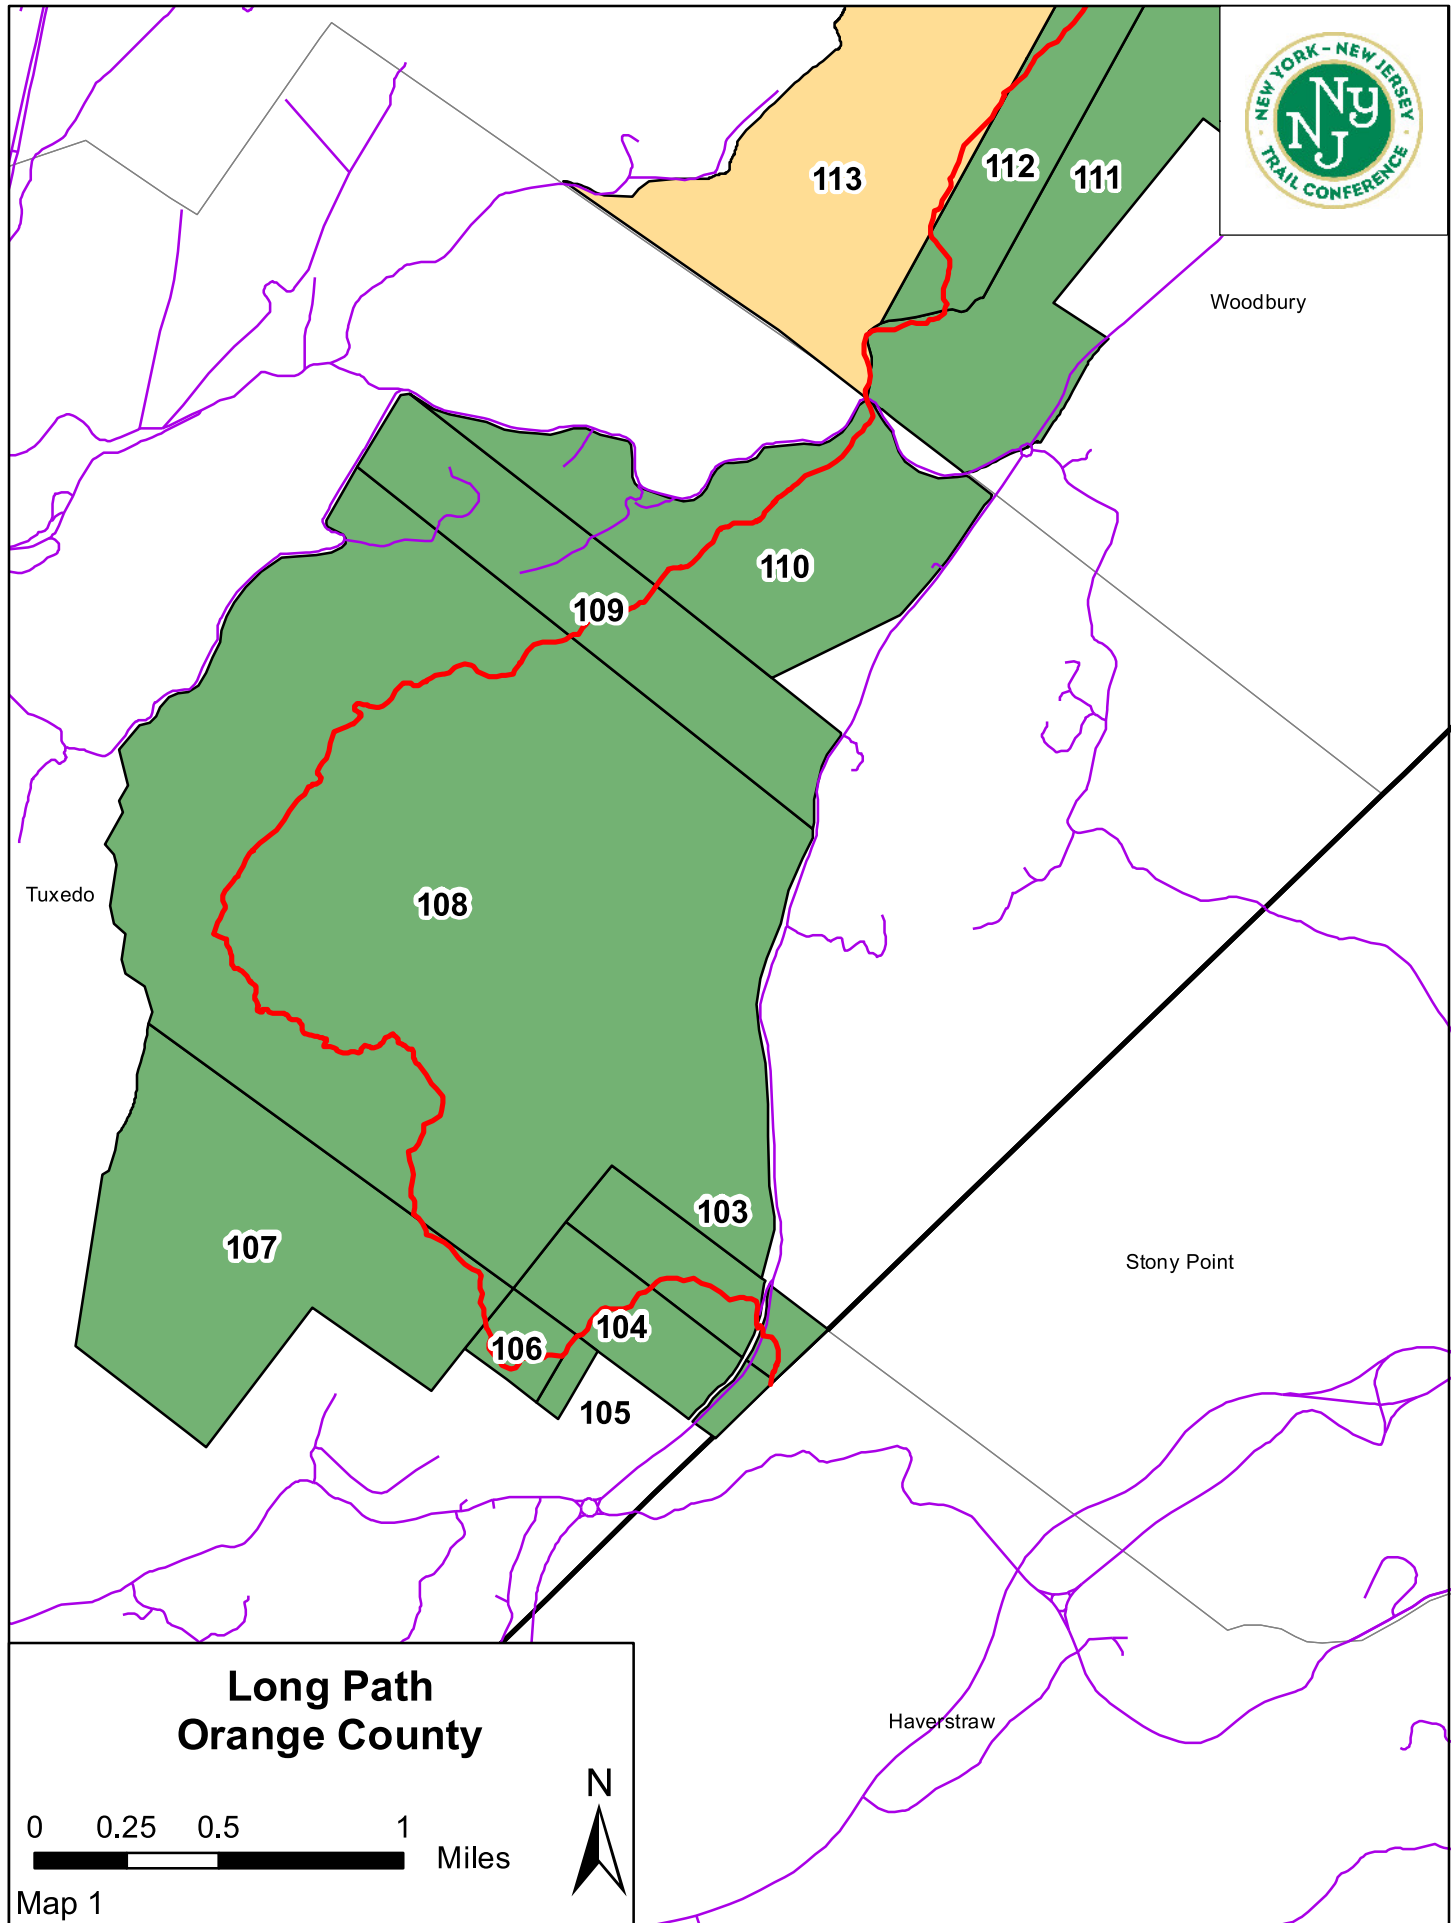 NEW YORK - NEW JERSEY
NY
NJ
TRAIL CONFERENCE
113
112
111
Woodbury
110
109
Tuxedo
108
103
107
Stony Point
104
106
105
Long Path
Orange County
Haverstraw
N
0 0.25 0.5 1
Miles
Map 1